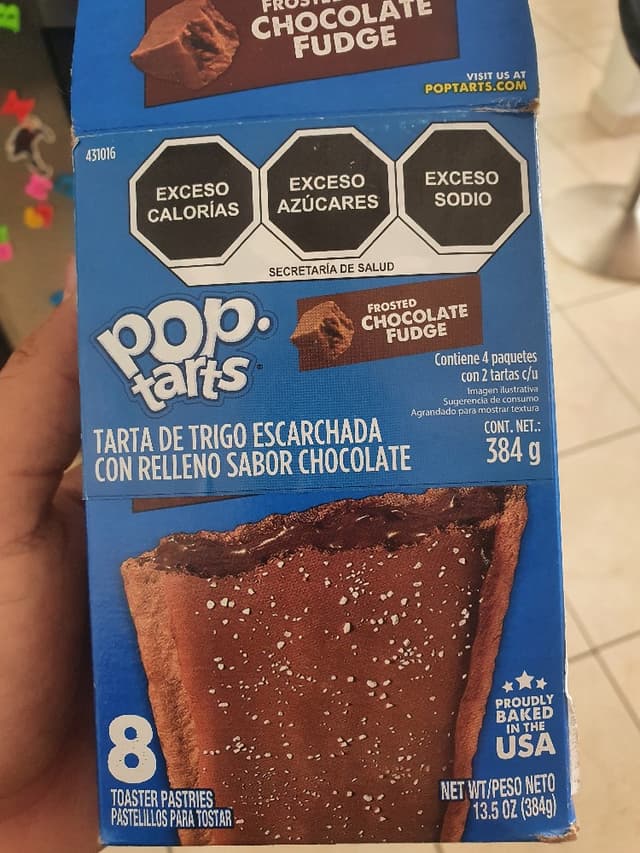 FROSTED
CHOCOLATE
FUDGE
VISIT US AT
POPTARTS.COM
431016
EXCESO
CALORÍAS
EXCESO
AZÚCARES
EXCESO
SODIO
SECRETARÍA DE SALUD
pop.
tarts
FROSTED
CHOCOLATE
FUDGE
Contiene 4 paquetes
con 2 tartas c/u
Imagen ilustrativa
Sugerencia de consumo
Agrandado para mostrar textura
CONT. NET.:
384 g
TARTA DE TRIGO ESCARCHADA
CON RELLENO SABOR CHOCOLATE
PROUDLY
BAKED
IN THE
USA
8
TOASTER PASTRIES
PASTELILLOS PARA TOSTAR
NET WT/PESO NETO
13.5 OZ (384g)